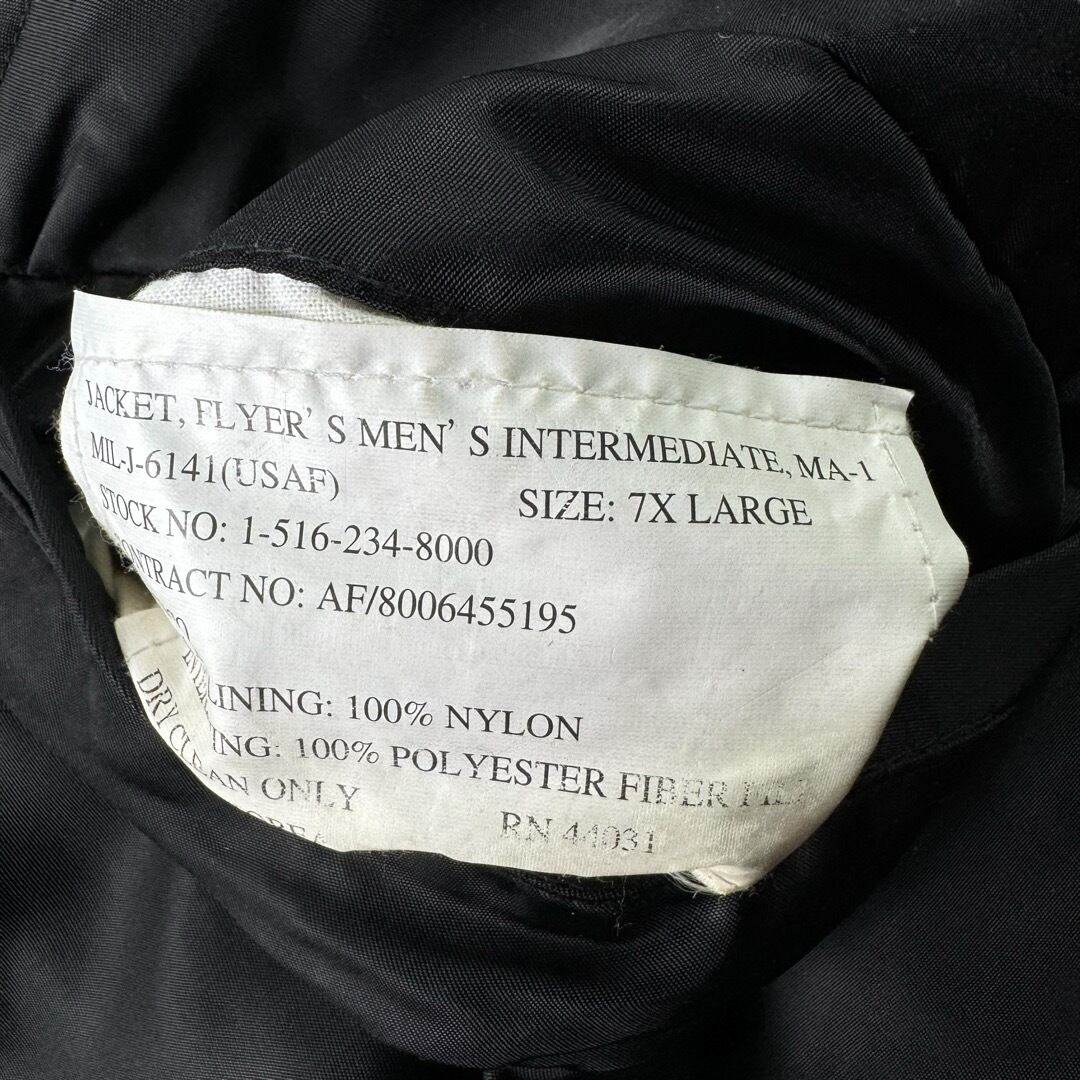 JACKET, FLYER'S MEN'S INTERMEDIATE, MA-1
MIL-J-6141(USAF)
SIZE: 7X LARGE
STOCK NO: 1-516-234-8000
CONTRACT NO: AF/8006455195
LINING: 100% NYLON
100% POLYESTER FIBER
DRY CLEAN ONLY
RN 44031